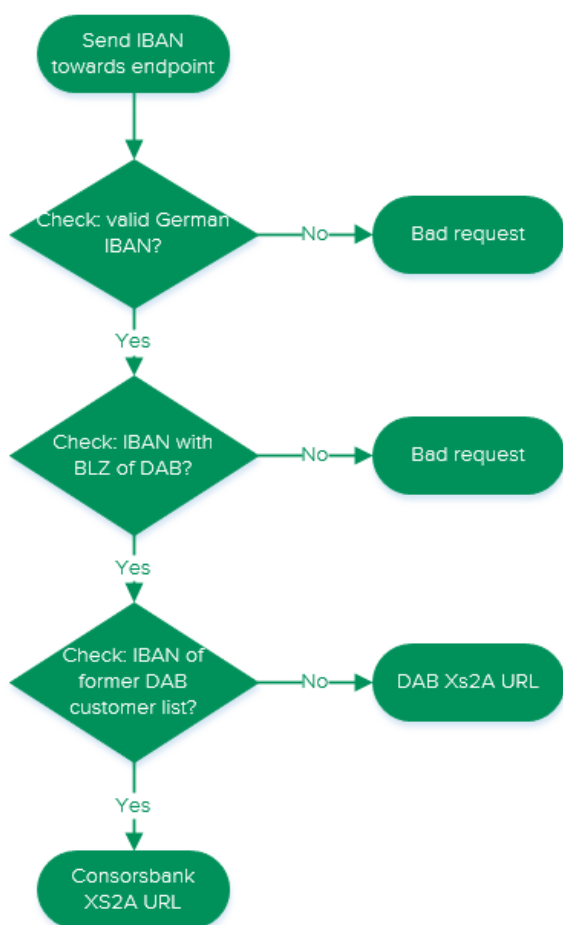 Send IBAN
towards endpoint
Check: valid German
IBAN?
No
Bad request
Yes
Check: IBAN with
BLZ of DAB?
No
Bad request
Yes
Check: IBAN of
former DAB
customer list?
No
DAB Xs2A URL
Yes
Consorsbank
XS2A URL